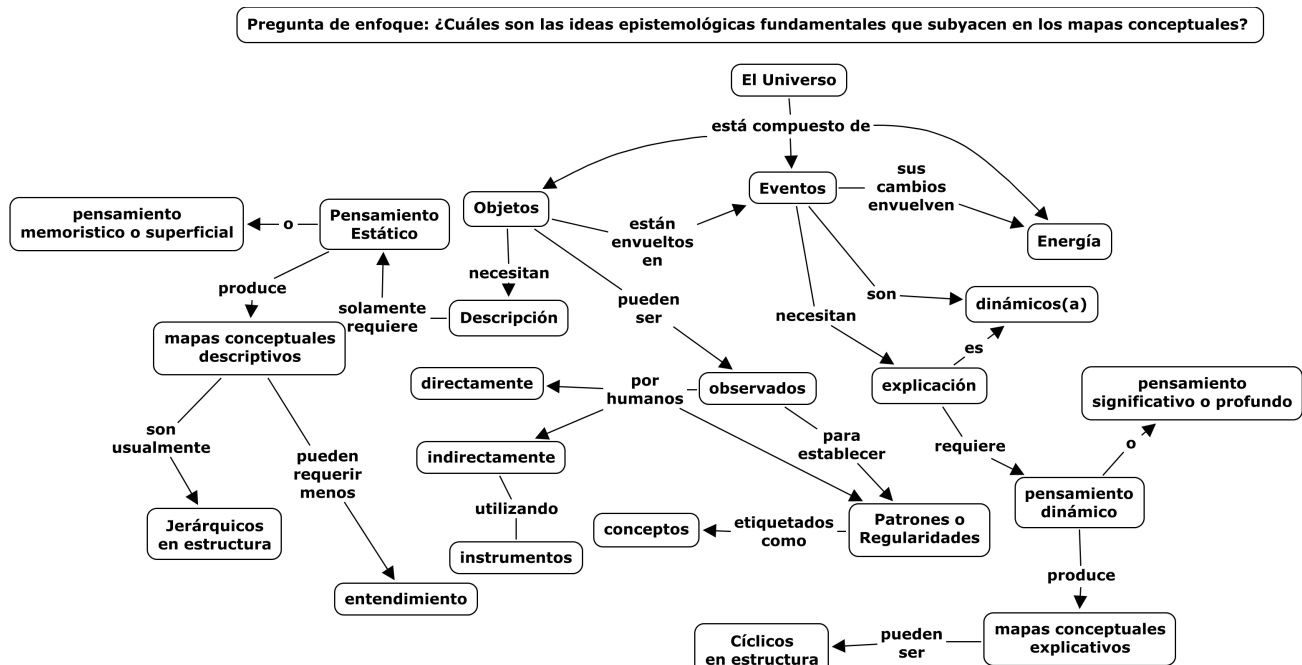 Pregunta de enfoque: ¿Cuáles son las ideas epistemológicas fundamentales que subyacen en los mapas conceptuales?
El Universo
está compuesto de
Objetos
Eventos
sus
cambios
envuelven
Energía
están
envueltos
en
pensamiento
memoristico o superficial
o
Pensamiento
Estático
necesitan
Descripción
solamente
requiere
produce
mapas conceptuales
descriptivos
son
usualmente
Jerárquicos
en estructura
pueden
requerir
menos
entendimiento
pueden
ser
observados
por
humanos
directamente
indirectamente
utilizando
instrumentos
para
establecer
Patrones o
Regularidades
etiquetados
como
conceptos
son
dinámicos(a)
necesitan
explicación
es
requiere
pensamiento
dinámico
o
pensamiento
significativo o profundo
produce
mapas conceptuales
explicativos
pueden
ser
Cíclicos
en estructura